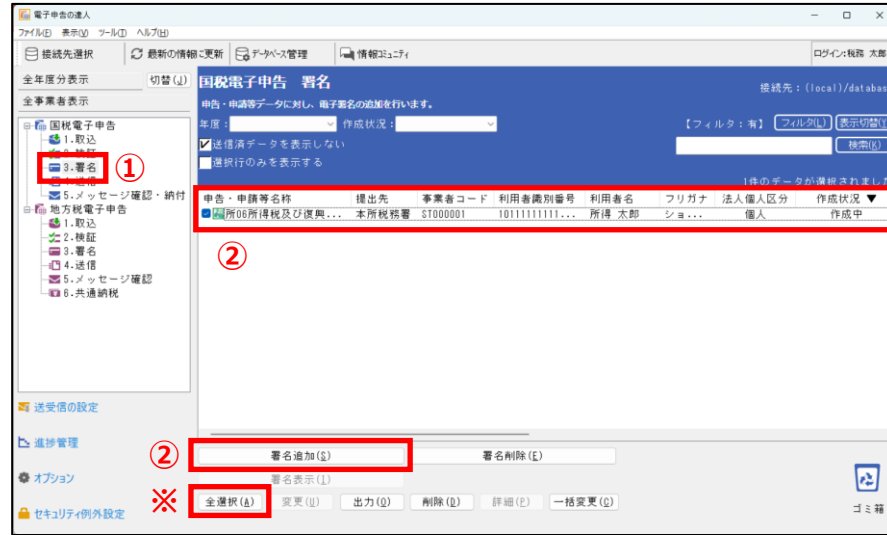 電子申告の達人
ファイル(F) 表示(V) ツール(T) ヘルプ(H)
接続先選択 最新の情報に更新 データベース管理 情報コミュニティ ログイン:税務 太郎
全年度分表示 切替(J)
全事業者表示
国税電子申告
1.取込
2.検証
3.署名
①
5.メッセージ確認・納付
地方税電子申告
1.取込
2.検証
3.署名
4.送信
5.メッセージ確認
6.共通納税
送受信の設定
進捗管理
オプション
セキュリティ例外設定
国税電子申告 署名
接続先：(local)/databas
申告・申請等データに対し、電子署名の追加を行います。
年度： 作成状況： 【フィルタ：有】 フィルタ(L) 表示切替(Y
送信済データを表示しない 検索(K)
選択行のみを表示する
1件のデータが選択されまし
申告・申請等名称 提出先 事業者コード 利用者識別番号 利用者名 フリガナ 法人個人区分 作成状況 ▼
所06所得税及び復興... 本所税務署 ST000001 10111111111... 所得 太郎 ショ... 個人 作成中
②
② 署名追加(S) 署名削除(E)
署名表示(I)
※ 全選択(A) 変更(U) 出力(O) 削除(D) 詳細(P) 一括変更(C)
ゴミ箱